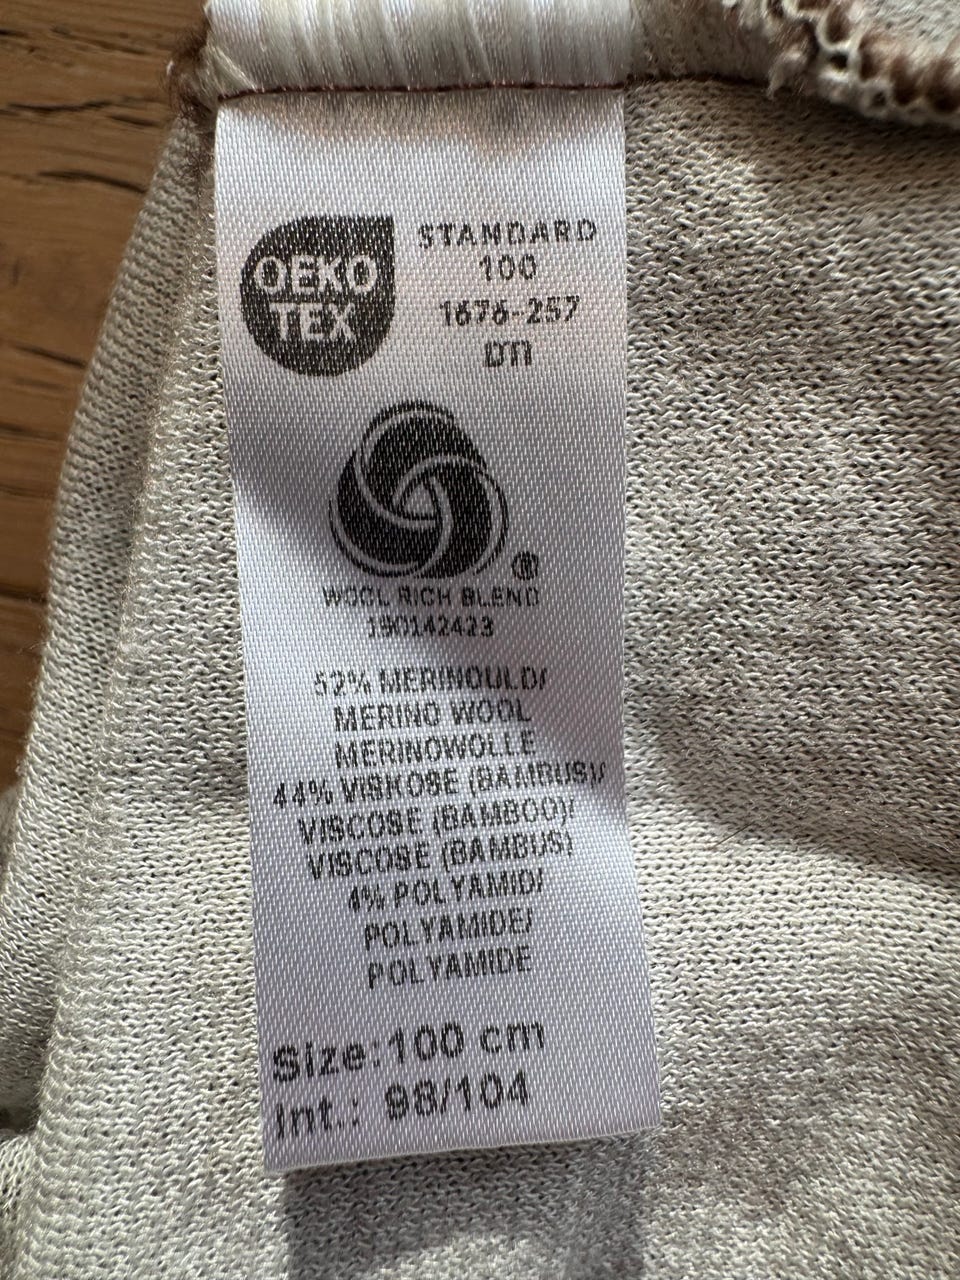 OEKO
TEX
STANDARD
100
1676-257
DTI
®
WOOL RICH BLEND
190142423
52% MERINOULD/
MERINO WOOL
MERINOWOLLE
44% VISKOSE (BAMBUS)/
VISCOSE (BAMBOO)/
VISCOSE (BAMBUS)
4% POLYAMID/
POLYAMIDE/
POLYAMIDE
Size:100 cm
Int.: 98/104